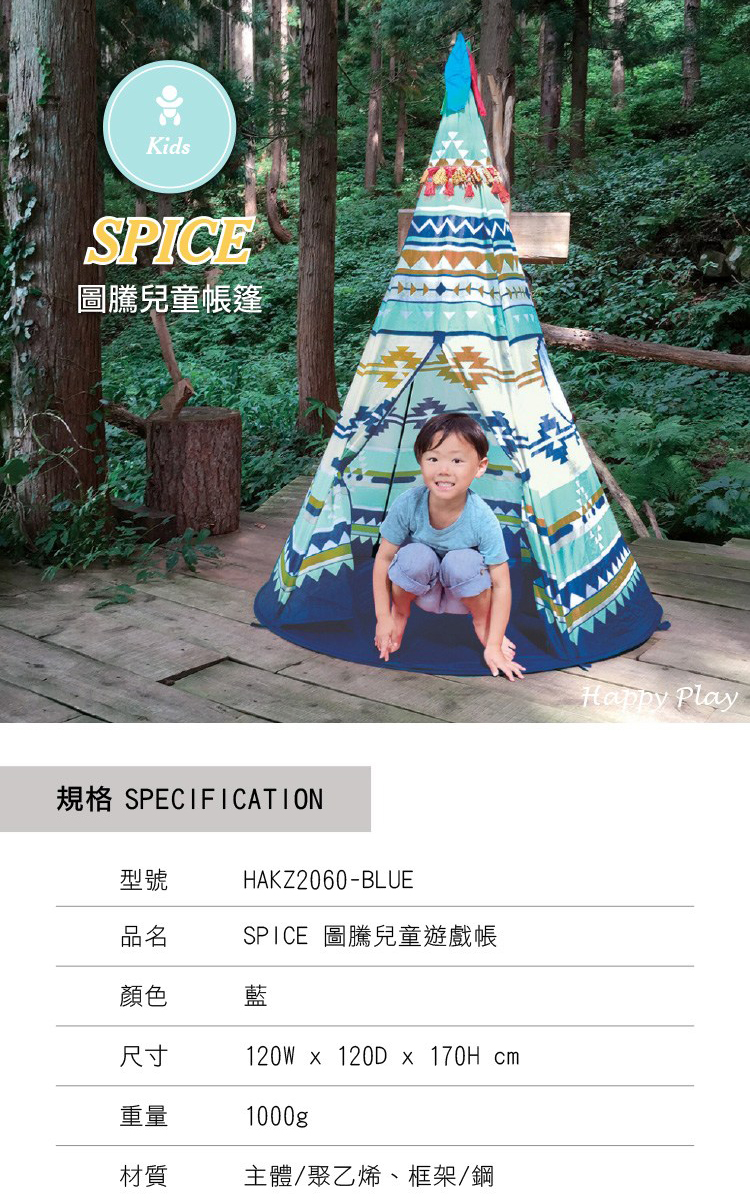 Kids
SPICE
圖騰兒童帳篷
Happy Play
規格 SPECIFICATION
型號 HAKZ2060-BLUE
品名 SPICE 圖騰兒童遊戲帳
顏色 藍
尺寸 120W x 120D x 170H cm
重量 1000g
材質 主體/聚乙烯、框架/鋼